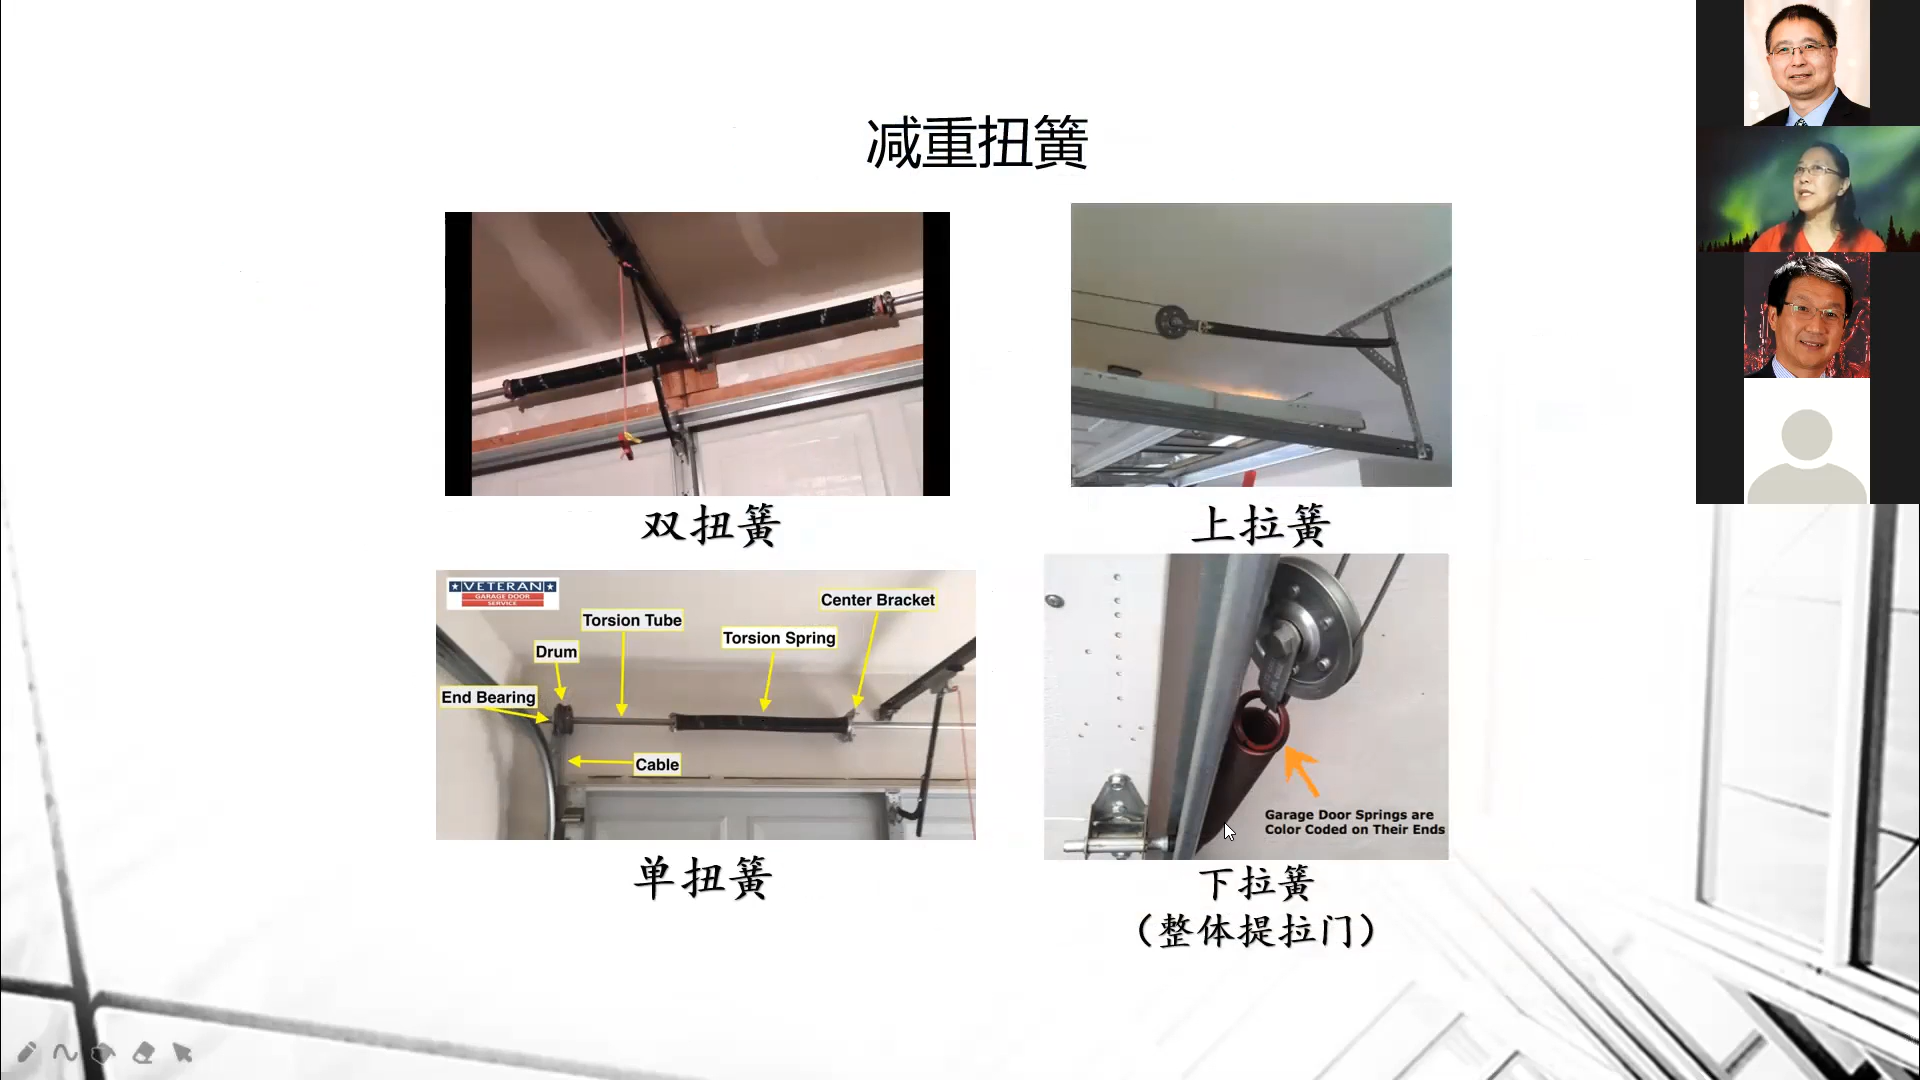 减重扭簧
双扭簧
上拉簧
VETERAN
GARAGE DOOR
SERVICE
Center Bracket
Torsion Tube
Torsion Spring
Drum
End Bearing
Cable
单扭簧
Garage Door Springs are
Color Coded on Their Ends
下拉簧
（整体提拉门）